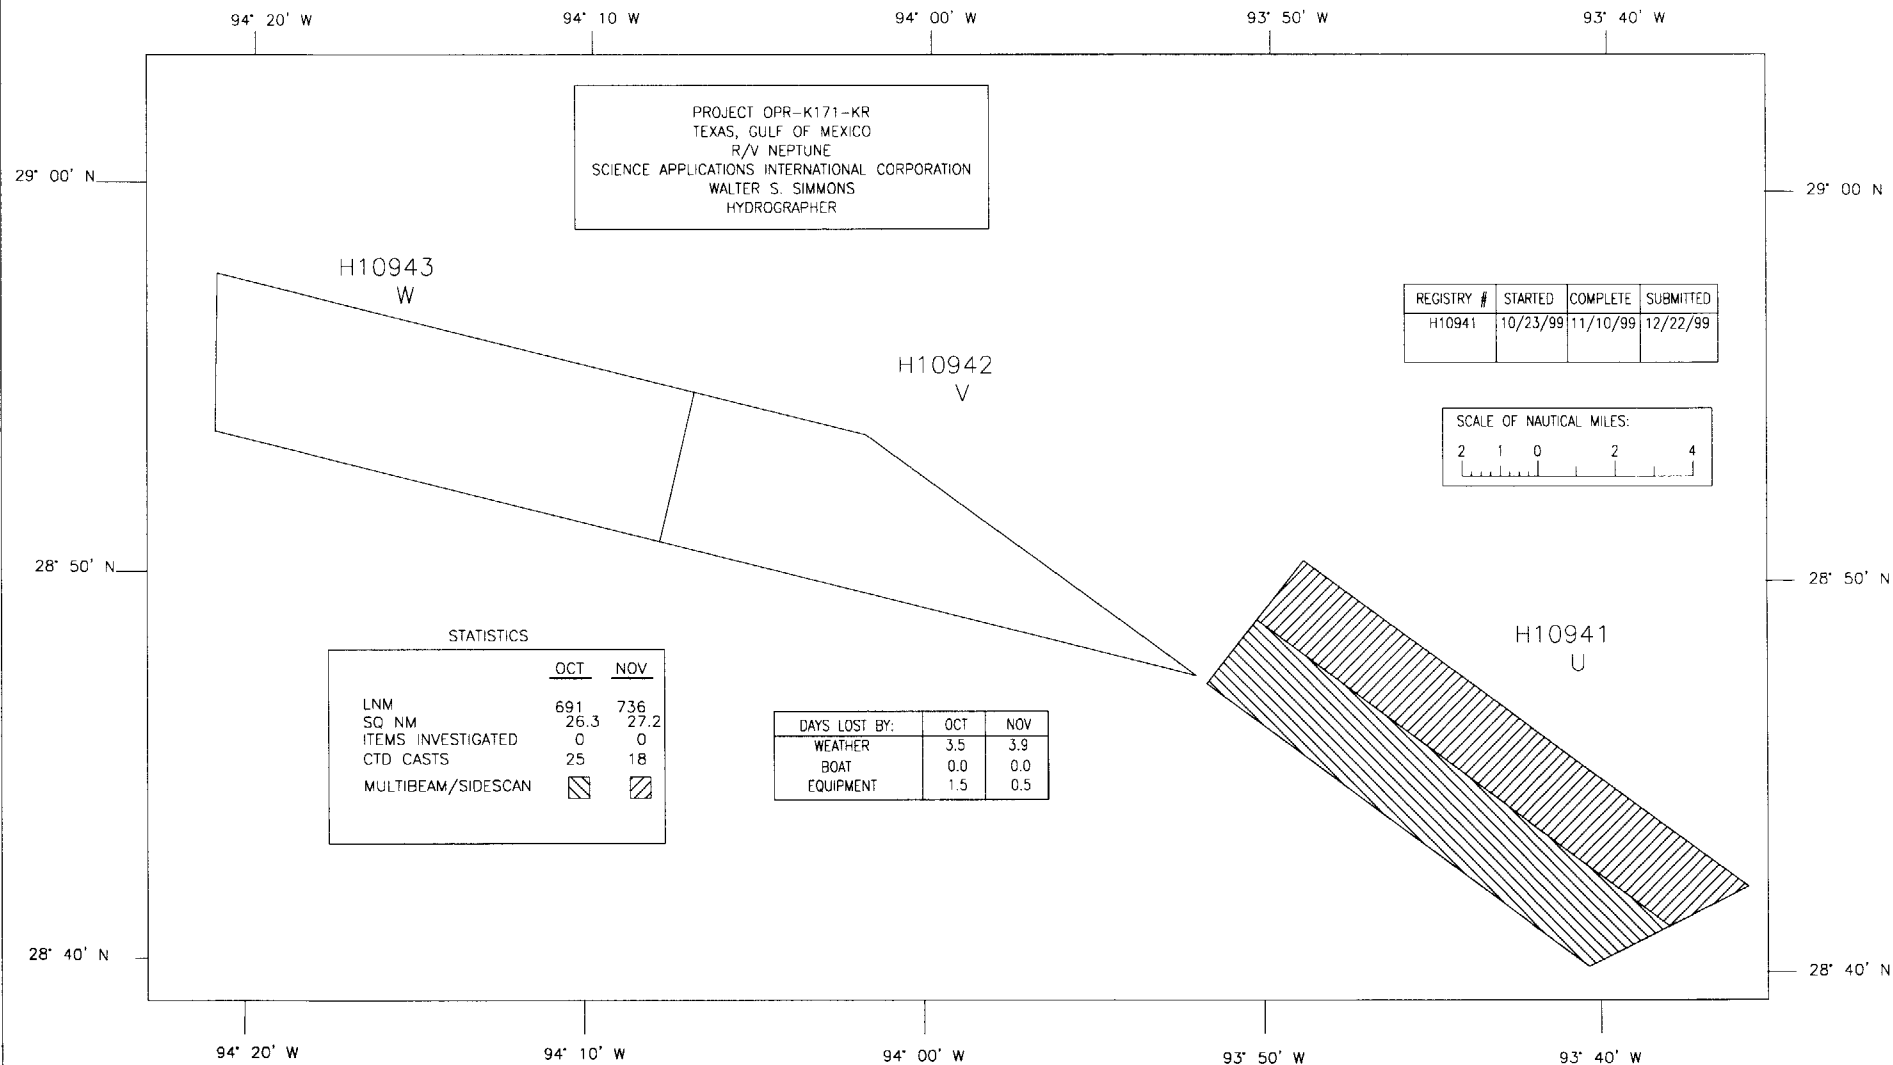 94° 20' W 94° 10 W 94° 00' W 93° 50' W 93° 40' W
PROJECT OPR-K171-KR
TEXAS, GULF OF MEXICO
R/V NEPTUNE
SCIENCE APPLICATIONS INTERNATIONAL CORPORATION
WALTER S. SIMMONS
HYDROGRAPHER
29° 00' N
29° 00 N
H10943
W
REGISTRY # STARTED COMPLETE SUBMITTED
H10941 10/23/99 11/10/99 12/22/99
H10942
V
SCALE OF NAUTICAL MILES:
2 1 0 2 4
28° 50' N
28° 50' N
H10941
U
STATISTICS
OCT NOV
LNM 691 736
SQ NM 26.3 27.2
ITEMS INVESTIGATED 0 0
CTD CASTS 25 18
MULTIBEAM/SIDESCAN
DAYS LOST BY: OCT NOV
WEATHER 3.5 3.9
BOAT 0.0 0.0
EQUIPMENT 1.5 0.5
28° 40' N
28° 40' N
94° 20' W 94° 10' W 94° 00' W 93° 50' W 93° 40' W